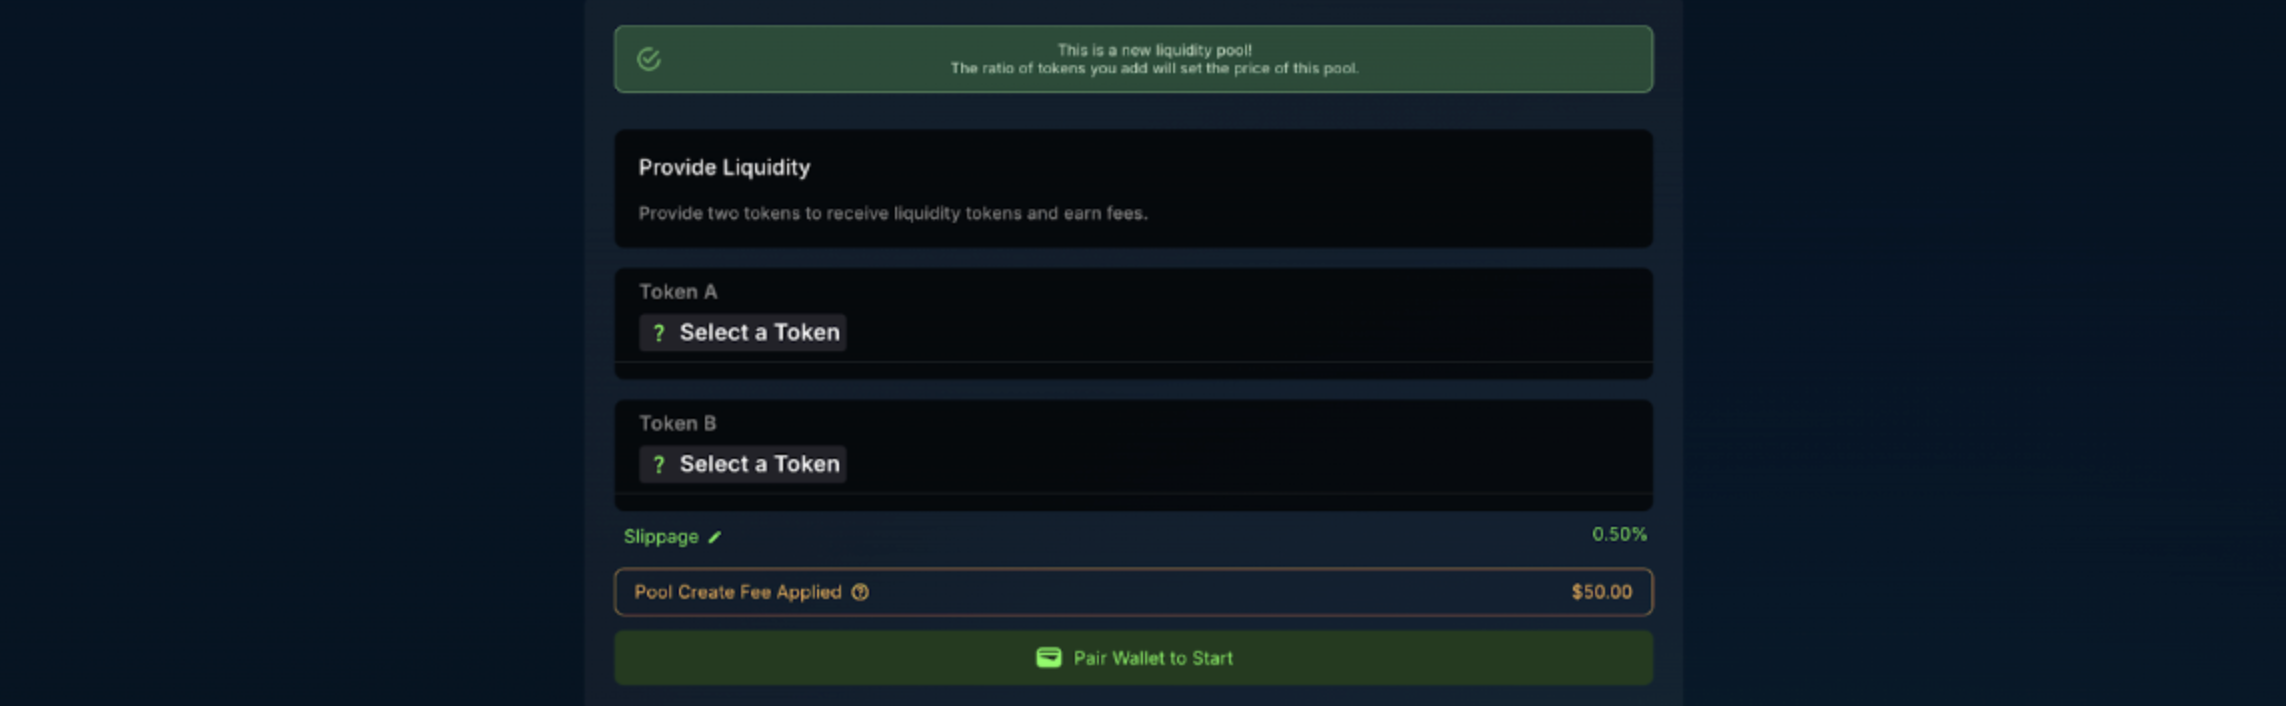 This is a new liquidity pool!
The ratio of tokens you add will set the price of this pool.
Provide Liquidity
Provide two tokens to receive liquidity tokens and earn fees.
Token A
? Select a Token
Token B
? Select a Token
Slippage 0.50%
Pool Create Fee Applied ? $50.00
Pair Wallet to Start